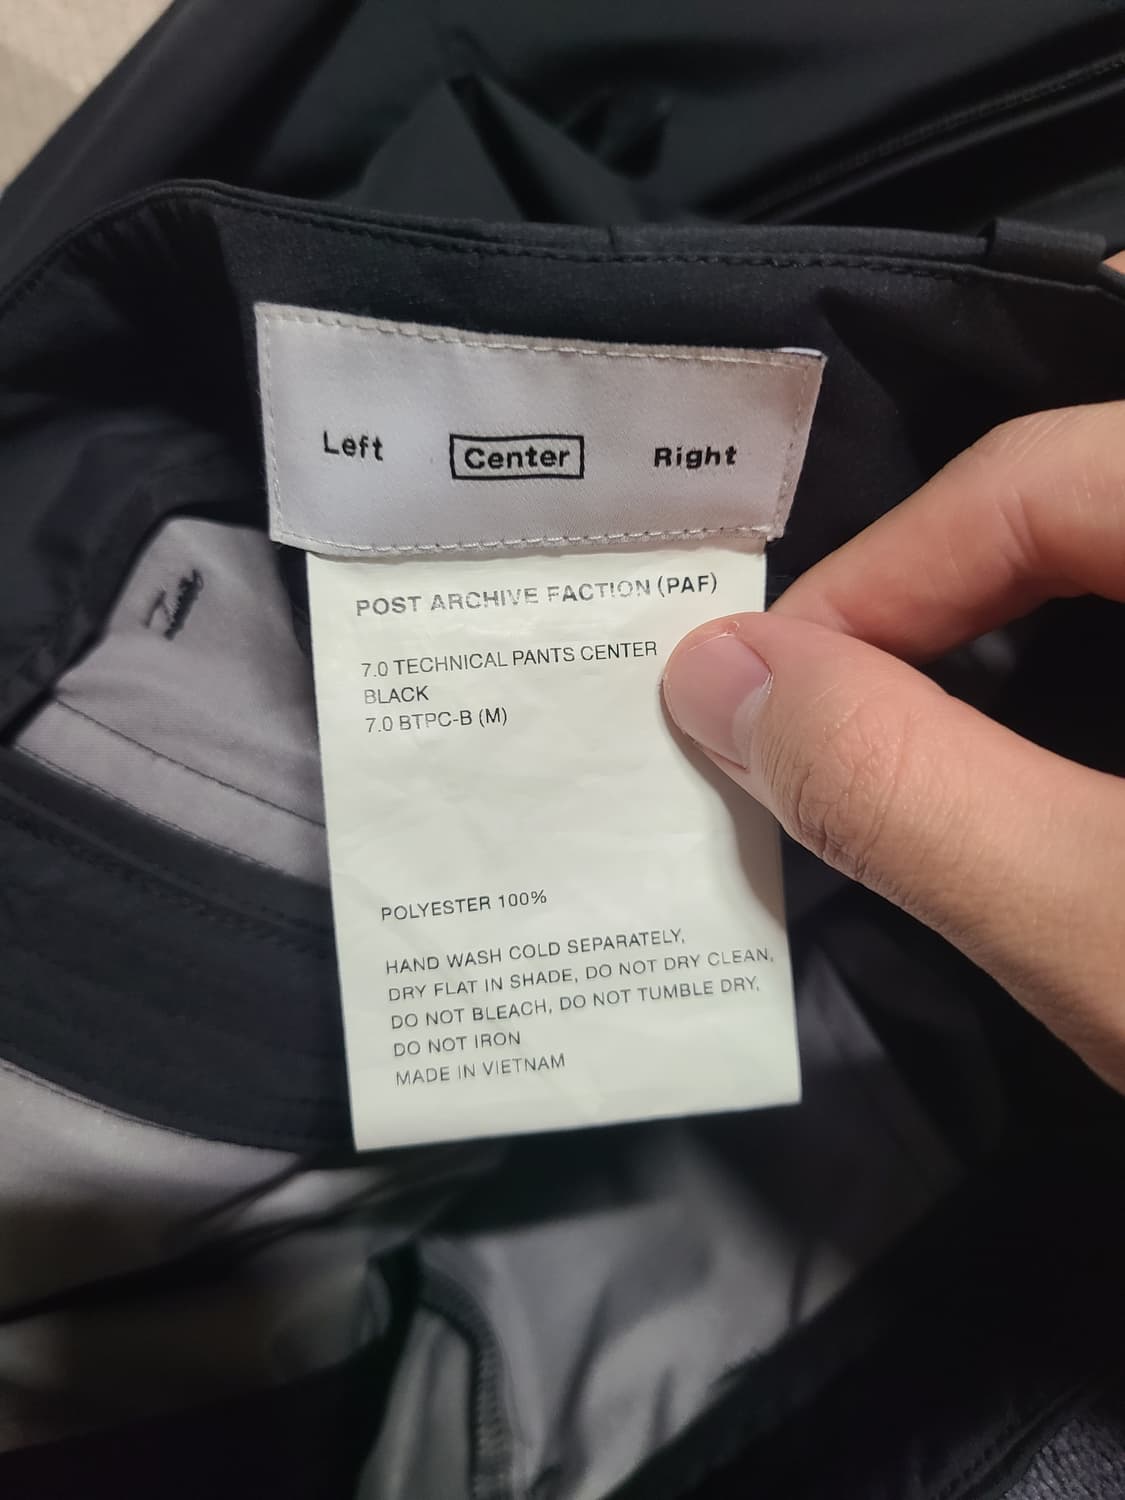 Left Center Right
POST ARCHIVE FACTION (PAF)
7.0 TECHNICAL PANTS CENTER
BLACK
7.0 BTPC-B (M)
POLYESTER 100%
HAND WASH COLD SEPARATELY,
DRY FLAT IN SHADE, DO NOT DRY CLEAN,
DO NOT BLEACH, DO NOT TUMBLE DRY,
DO NOT IRON
MADE IN VIETNAM